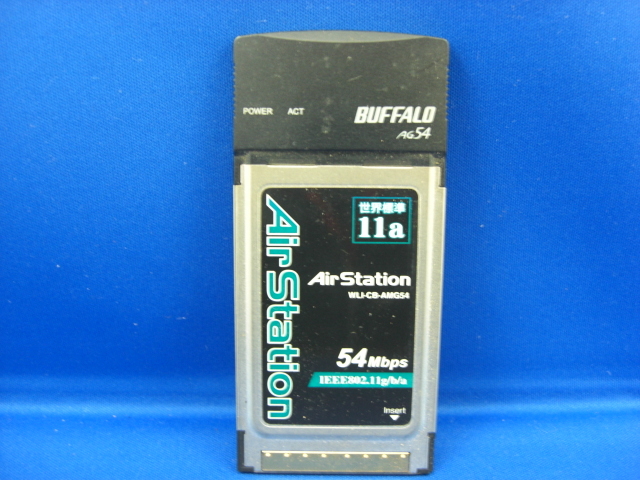 POWER ACT
BUFFALO
AG54
AirStation
世界標準
11a
AirStation
WLI-CB-AMG54
54Mbps
IEEE802.11g/b/a
Insert